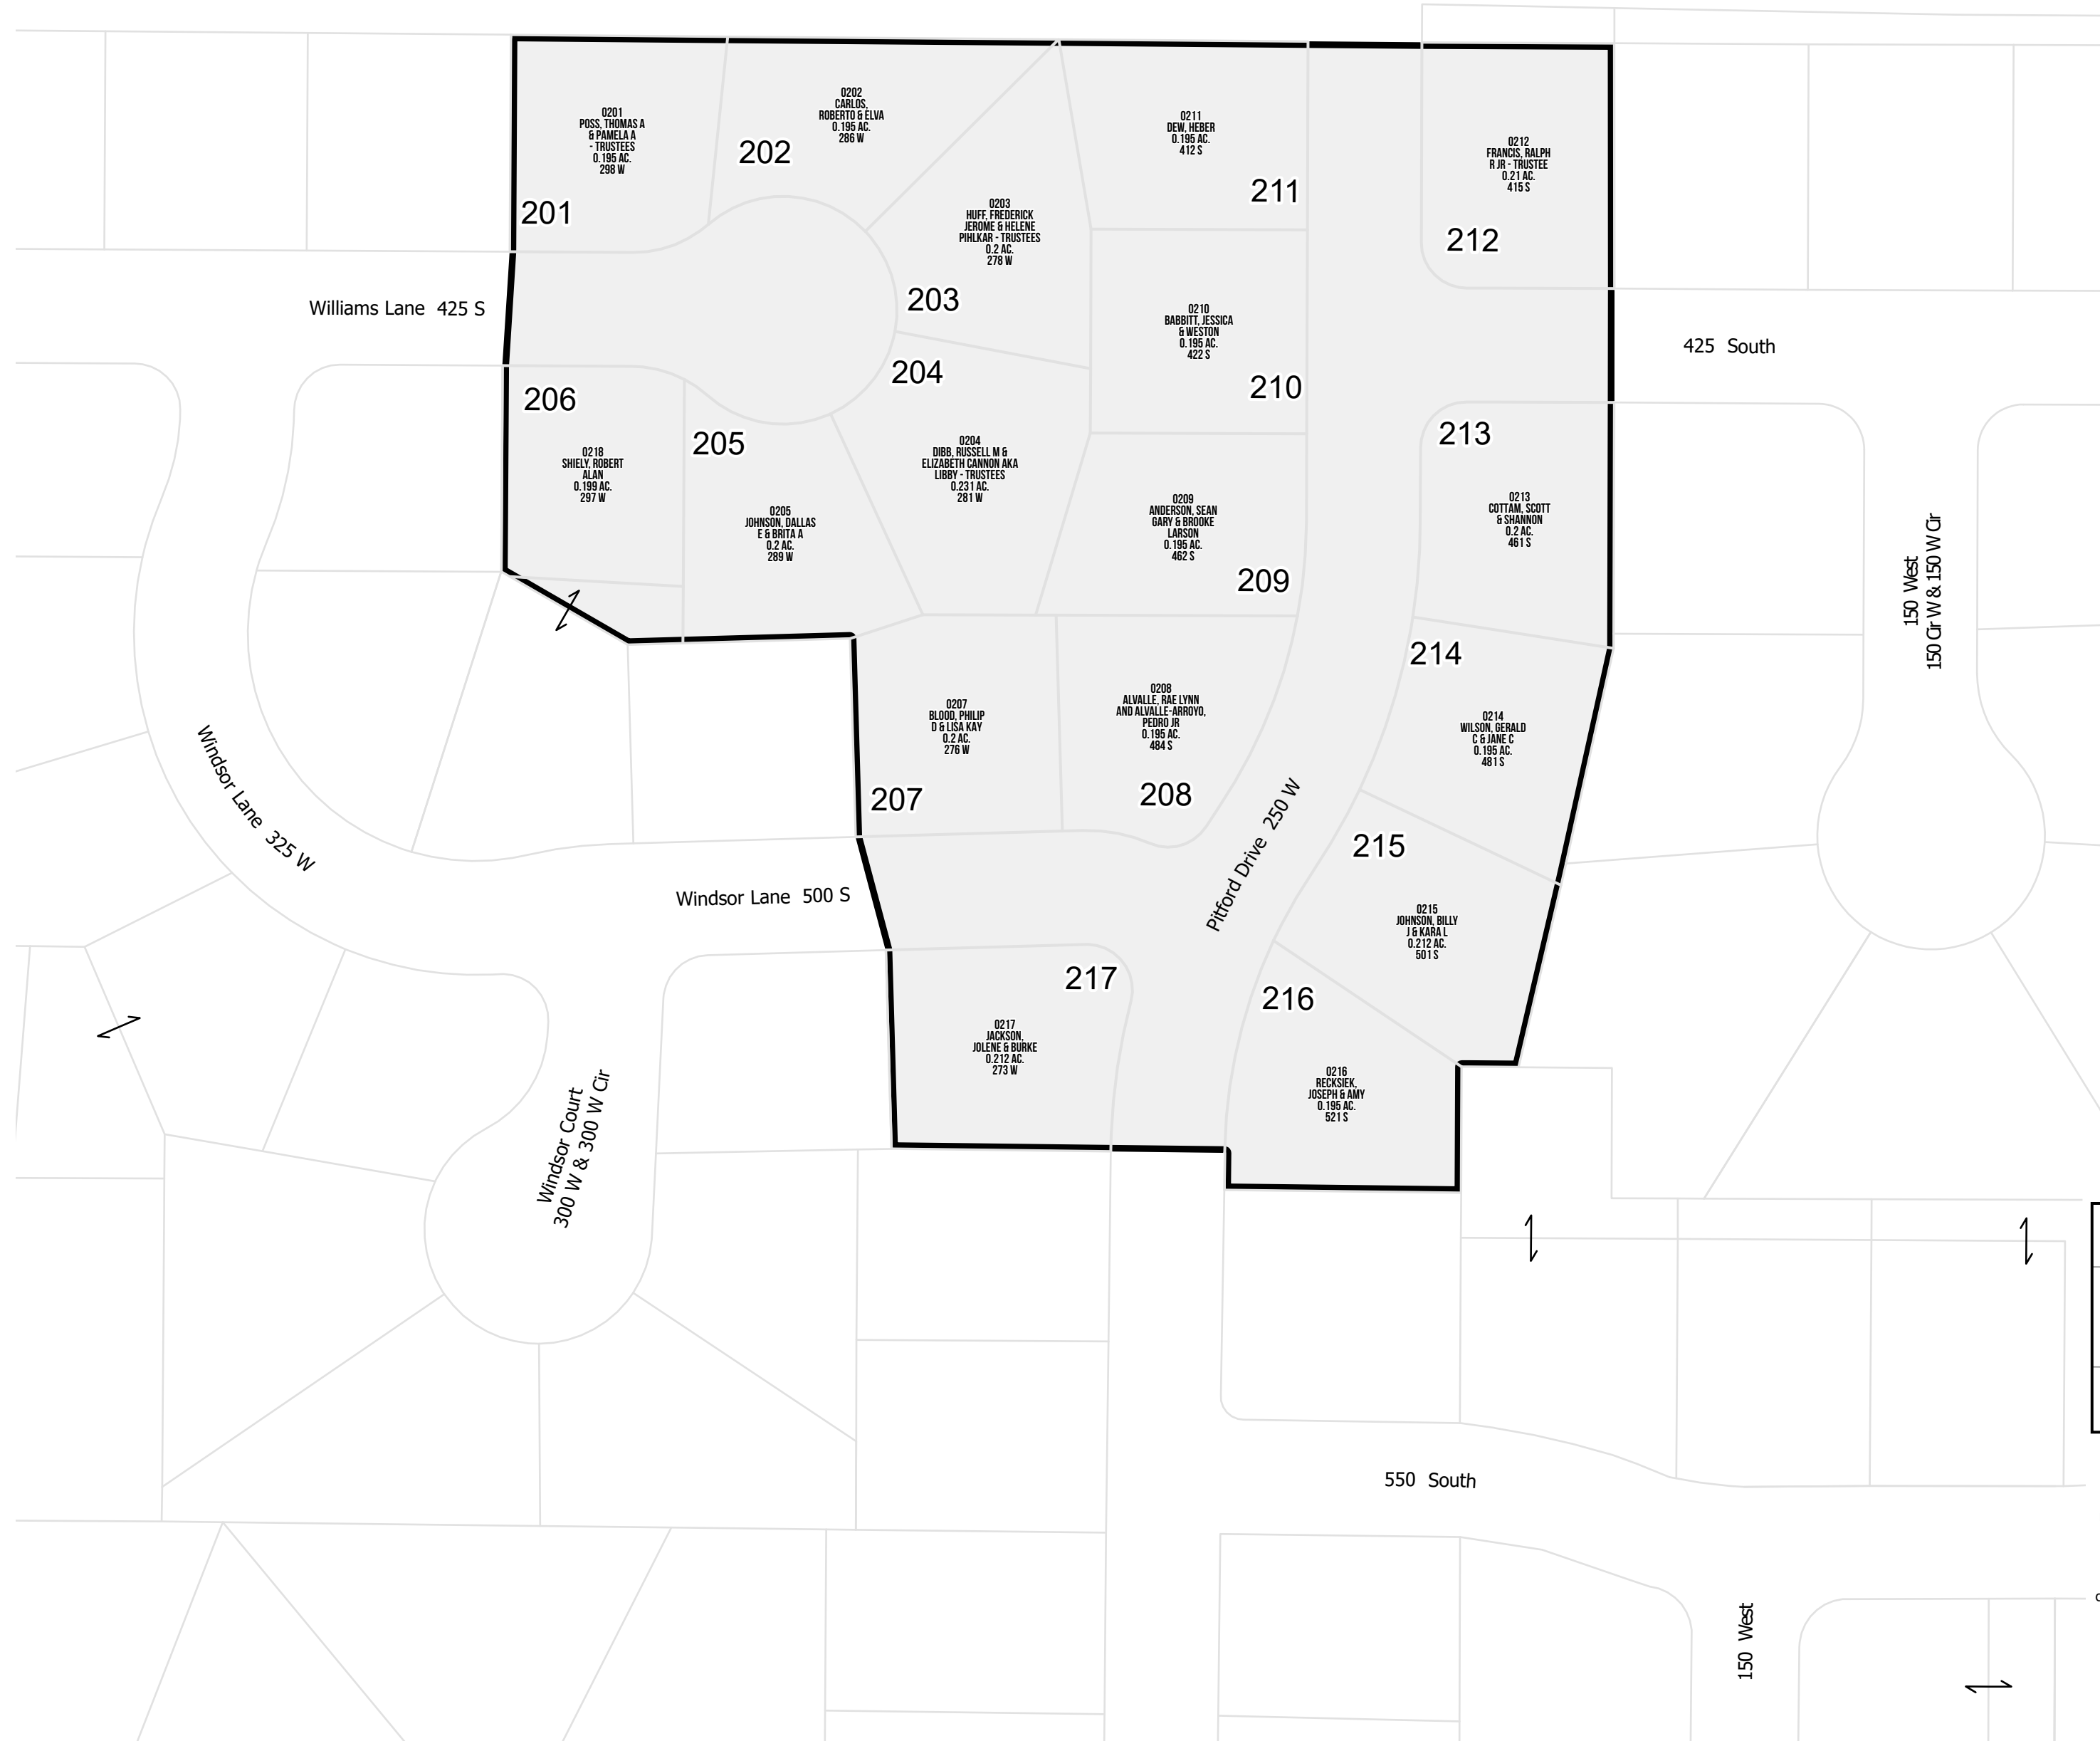 0201
POSS, THOMAS A
& PAMELA A
- TRUSTEES
0.195 AC.
298 W
201
0202
CARLOS,
ROBERTO & ELVA
0.195 AC.
286 W
202
0203
HUFF, FREDERICK
JEROME & HELENE
PIHLKAR - TRUSTEES
0.2 AC.
278 W
203
0211
DEW, HEBER
0.195 AC.
412 S
211
0212
FRANCIS, RALPH
R JR - TRUSTEE
0.21 AC.
415 S
212
Williams Lane 425 S
425 South
0210
BABBITT, JESSICA
& WESTON
0.195 AC.
422 S
210
204
0204
DIBB, RUSSELL M &
ELIZABETH CANNON AKA
LIBBY - TRUSTEES
0.231 AC.
281 W
206
0218
SHIELY, ROBERT
ALAN
0.199 AC.
297 W
205
0205
JOHNSON, DALLAS
E & BRITA A
0.2 AC.
289 W
0209
ANDERSON, SEAN
GARY & BROOKE
LARSON
0.195 AC.
462 S
209
213
0213
COTTAM, SCOTT
& SHANNON
0.2 AC.
461 S
150 West
150 Cir W & 150 W Cir
214
0214
WILSON, GERALD
C & JANE C
0.195 AC.
481 S
0207
BLOOD, PHILIP
D & LISA KAY
0.2 AC.
276 W
207
0208
ALVALLE, RAE LYNN
AND ALVALLE-ARROYO,
PEDRO JR
0.195 AC.
484 S
208
Windsor Lane 325 W
Pitford Drive 250 W
215
0215
JOHNSON, BILLY
J & KARA L
0.212 AC.
501 S
Windsor Lane 500 S
217
0217
JACKSON,
JOLENE & BURKE
0.212 AC.
273 W
216
0216
RECKSIEK,
JOSEPH & AMY
0.195 AC.
521 S
Windsor Court
300 W & 300 W Cir
550 South
150 West